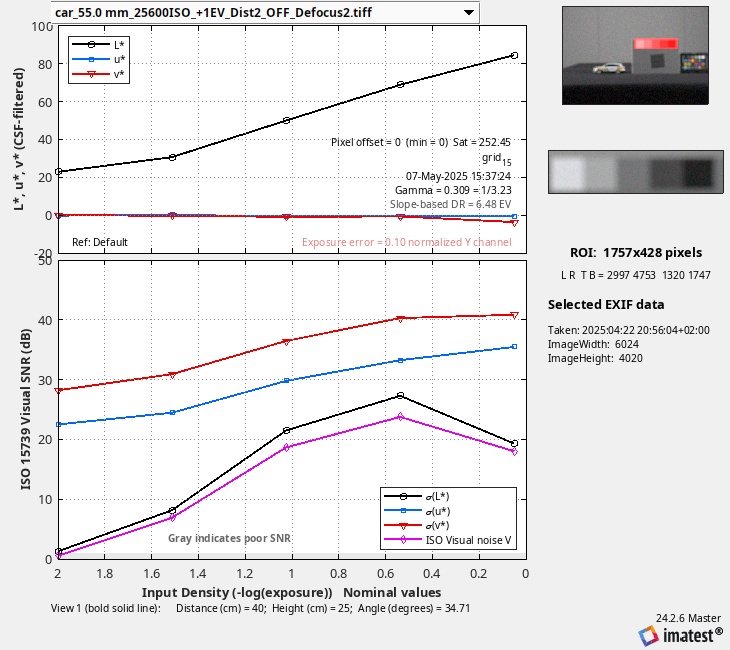 car_55.0 mm_25600ISO_+1EV_Dist2_OFF_Defocus2.tiff
L*, u*, v* (CSF-filtered)
100
80
60
40
20
0
-20
L*
u*
v*
Pixel offset = 0 (min = 0) Sat = 252.45
grid15
07-May-2025 15:37:24
Gamma = 0.309 = 1/3.23
Slope-based DR = 6.48 EV
Ref: Default
Exposure error = 0.10 normalized Y channel
ISO 15739 Visual SNR (dB)
50
40
30
20
10
0
σ(L*)
σ(u*)
σ(v*)
ISO Visual noise V
Gray indicates poor SNR
2 1.8 1.6 1.4 1.2 1 0.8 0.6 0.4 0.2 0
Input Density (-log(exposure)) Nominal values
View 1 (bold solid line): Distance (cm) = 40; Height (cm) = 25; Angle (degrees) = 34.71
ROI: 1757x428 pixels
L R T B = 2997 4753 1320 1747
Selected EXIF data
Taken: 2025:04:22 20:56:04+02:00
ImageWidth: 6024
ImageHeight: 4020
24.2.6 Master
imatest®